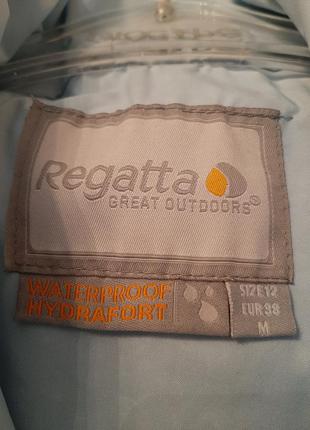 Regatta
GREAT OUTDOORS®
WATERPROOF
HYDRAFORT
SIZE 12
EUR 38
M